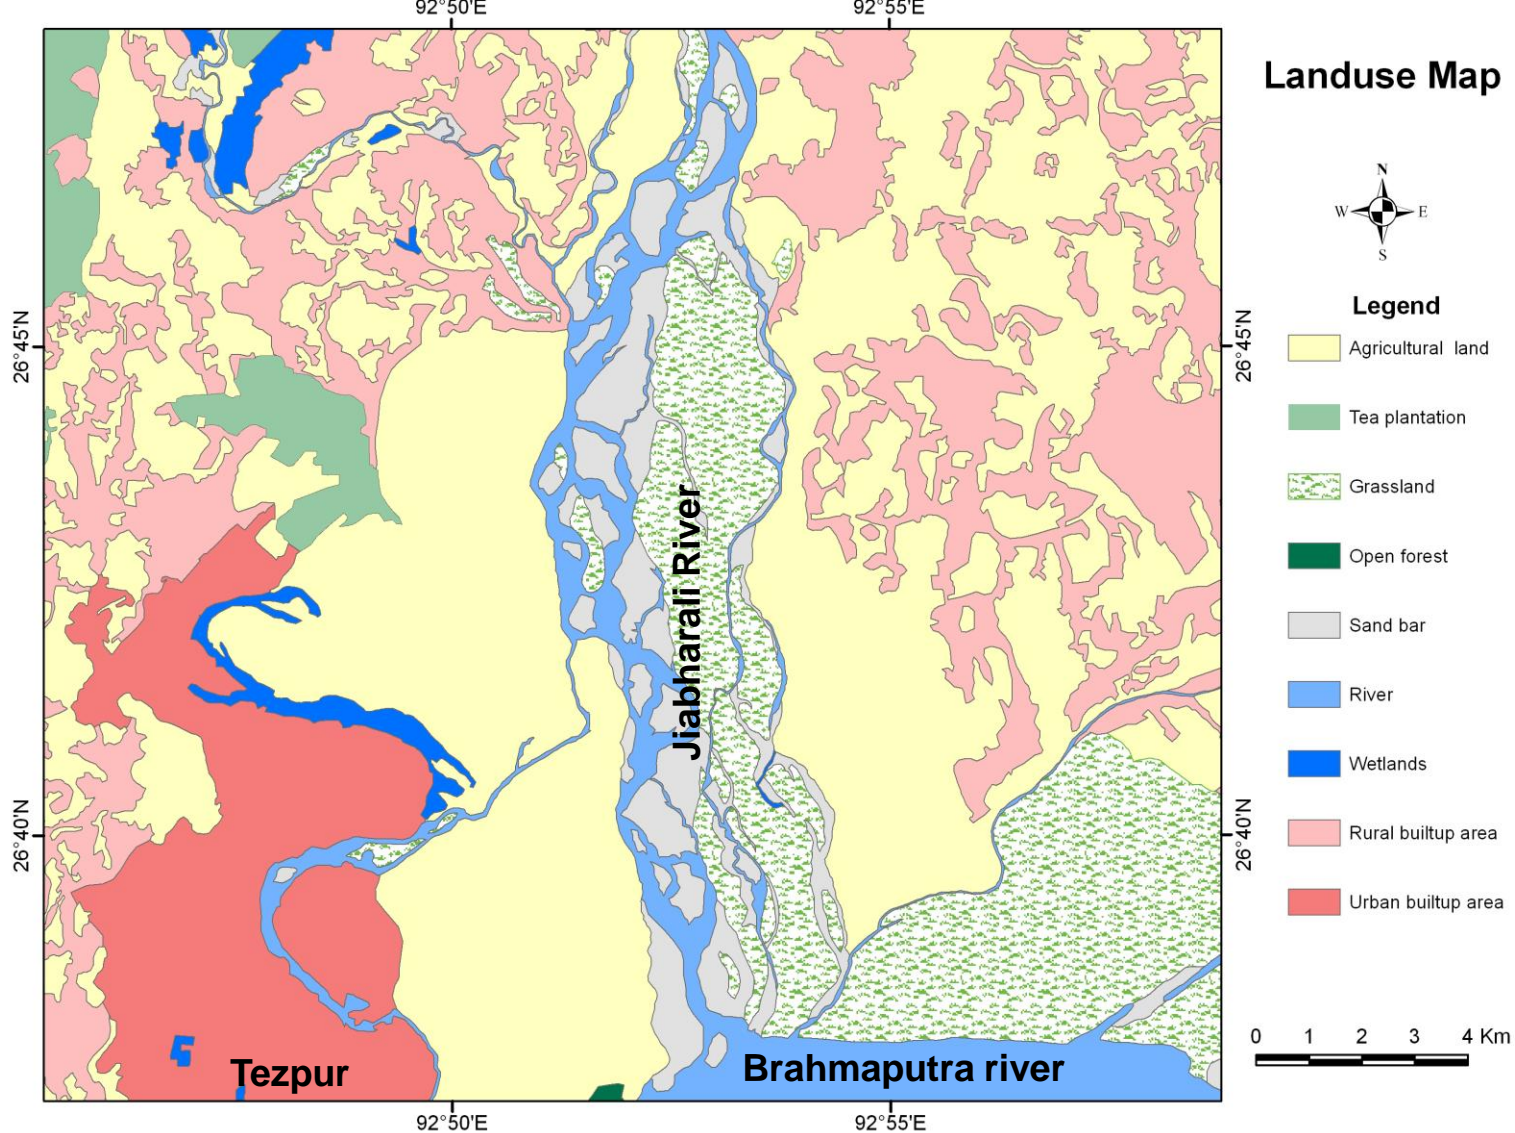 92°50'E
92°55'E
Landuse Map
N
W
E
S
Legend
26°45'N
26°45'N
Agricultural land
Tea plantation
Grassland
Open forest
Sand bar
River
Wetlands
Rural builtup area
Urban builtup area
Jiabharali River
26°40'N
26°40'N
0 1 2 3 4 Km
Tezpur
Brahmaputra river
92°50'E
92°55'E